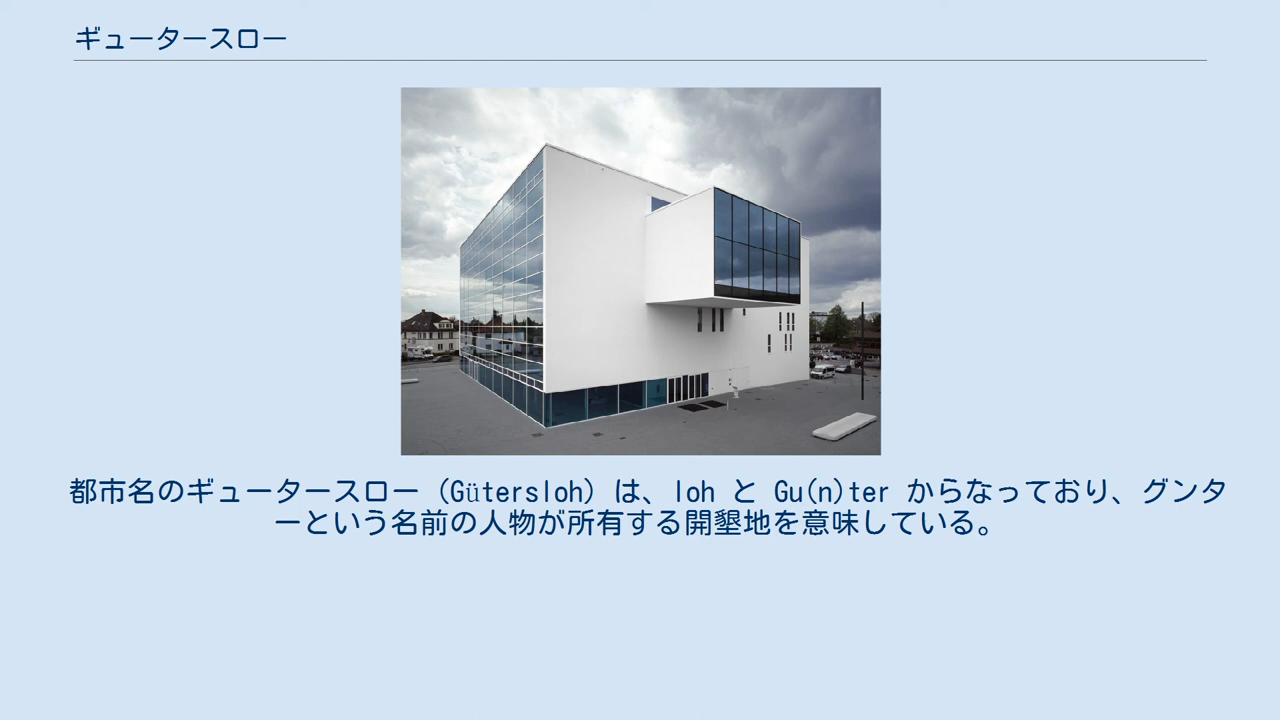 ギュータースロー
都市名のギュータースロー (Gütersloh) は、loh と Gu(n)ter からなっており、グンタ
ーという名前の人物が所有する開墾地を意味している。